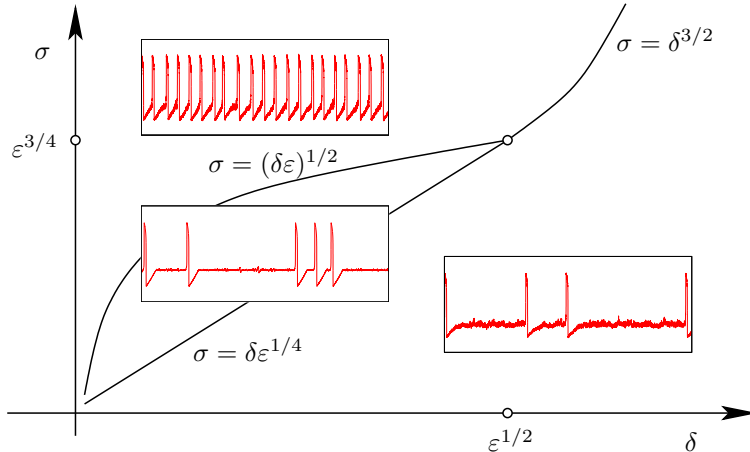 σ
σ = δ^{3/2}
ε^{3/4}
σ = (δε)^{1/2}
σ = δε^{1/4}
ε^{1/2}
δ